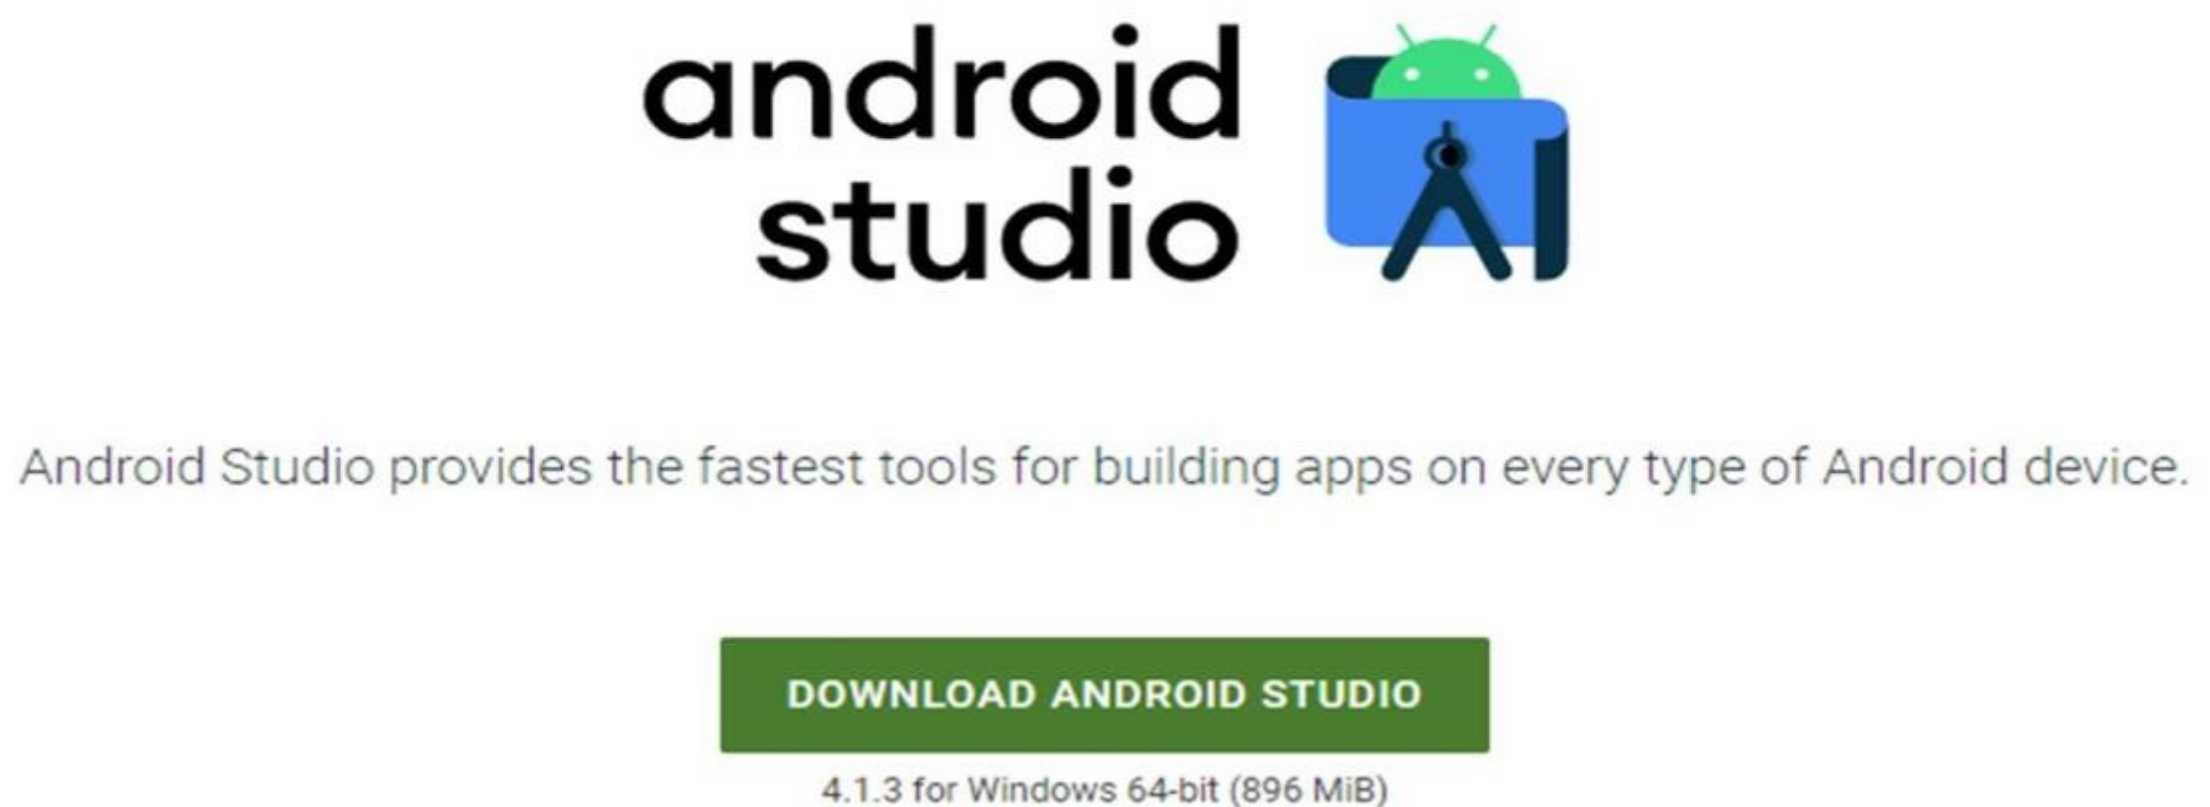 android
studio
Android Studio provides the fastest tools for building apps on every type of Android device.
DOWNLOAD ANDROID STUDIO
4.1.3 for Windows 64-bit (896 MiB)